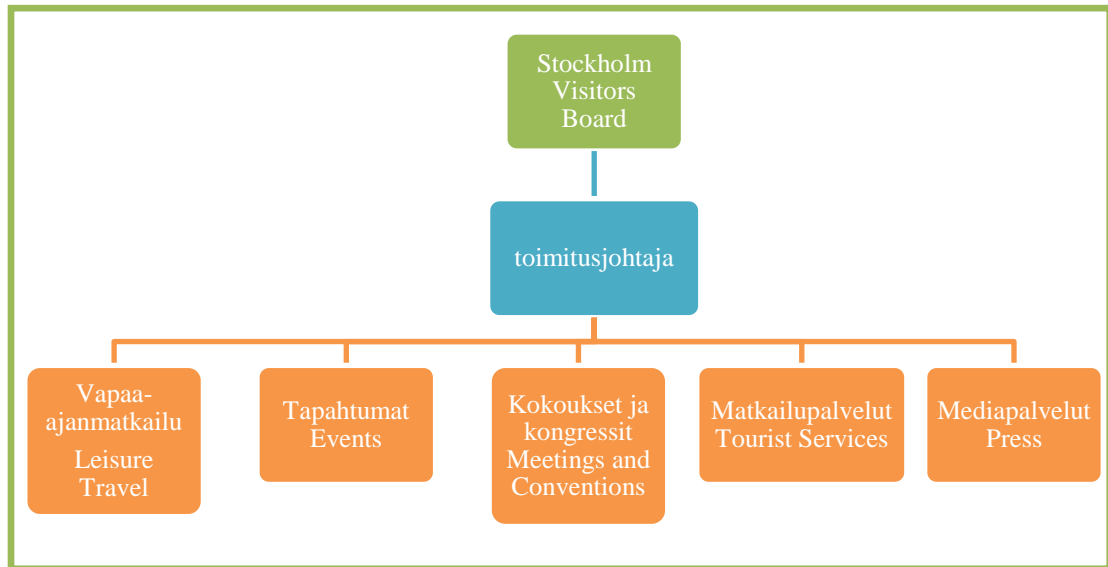 Stockholm
Visitors
Board
toimitusjohtaja
Vapaa-
ajanmatkailu
Leisure
Travel
Tapahtumat
Events
Kokoukset ja
kongressit
Meetings and
Conventions
Matkailupalvelut
Tourist Services
Mediapalvelut
Press